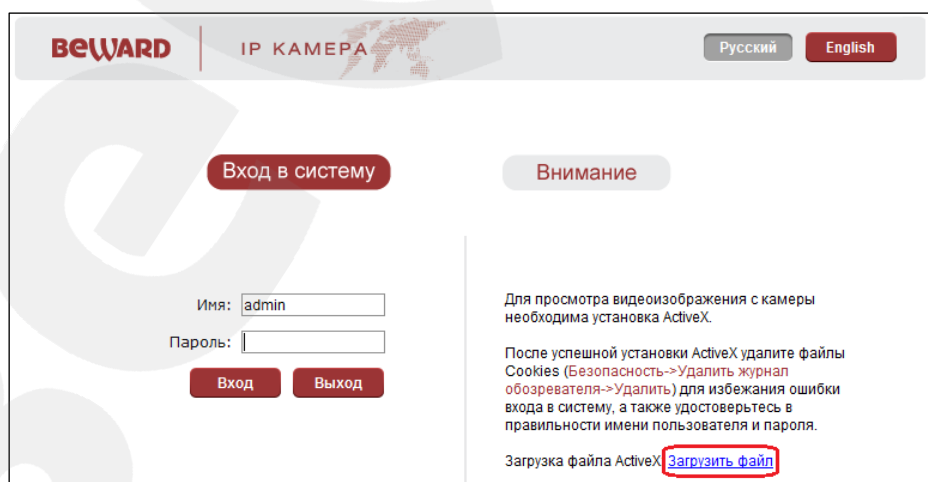 BEWARD
IP КАМЕРА
Русский
English
Вход в систему
Внимание
Имя: admin
Пароль:
Вход
Выход
Для просмотра видеоизображения с камеры
необходима установка ActiveX.
После успешной установки ActiveX удалите файлы
Cookies (Безопасность->Удалить журнал
обозревателя->Удалить) для избежания ошибки
входа в систему, а также удостоверьтесь в
правильности имени пользователя и пароля.
Загрузка файла ActiveX Загрузить файл